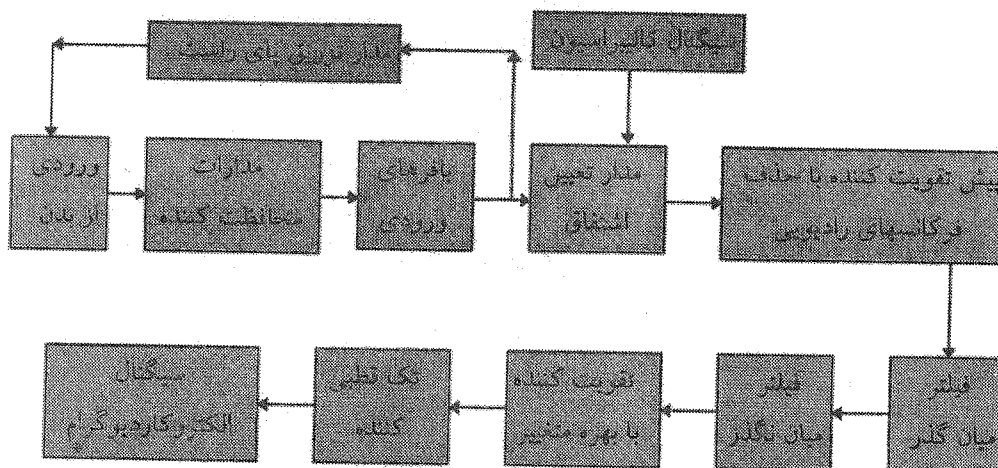 مدار تزریق پای راست
سیگنال کالیبراسیون
ورودی
از بدن
مدارات
محافظت کننده
بافرهای
ورودی
مدار تعیین
اشتقاق
پیش تقویت کننده با حذف
فرکانسهای رادیویی
فیلتر
میان گذر
فیلتر
میان نگذر
تقویت کننده
با بهره متغییر
تک قطبی
کننده
سیگنال
الکتروکاردیوگرام